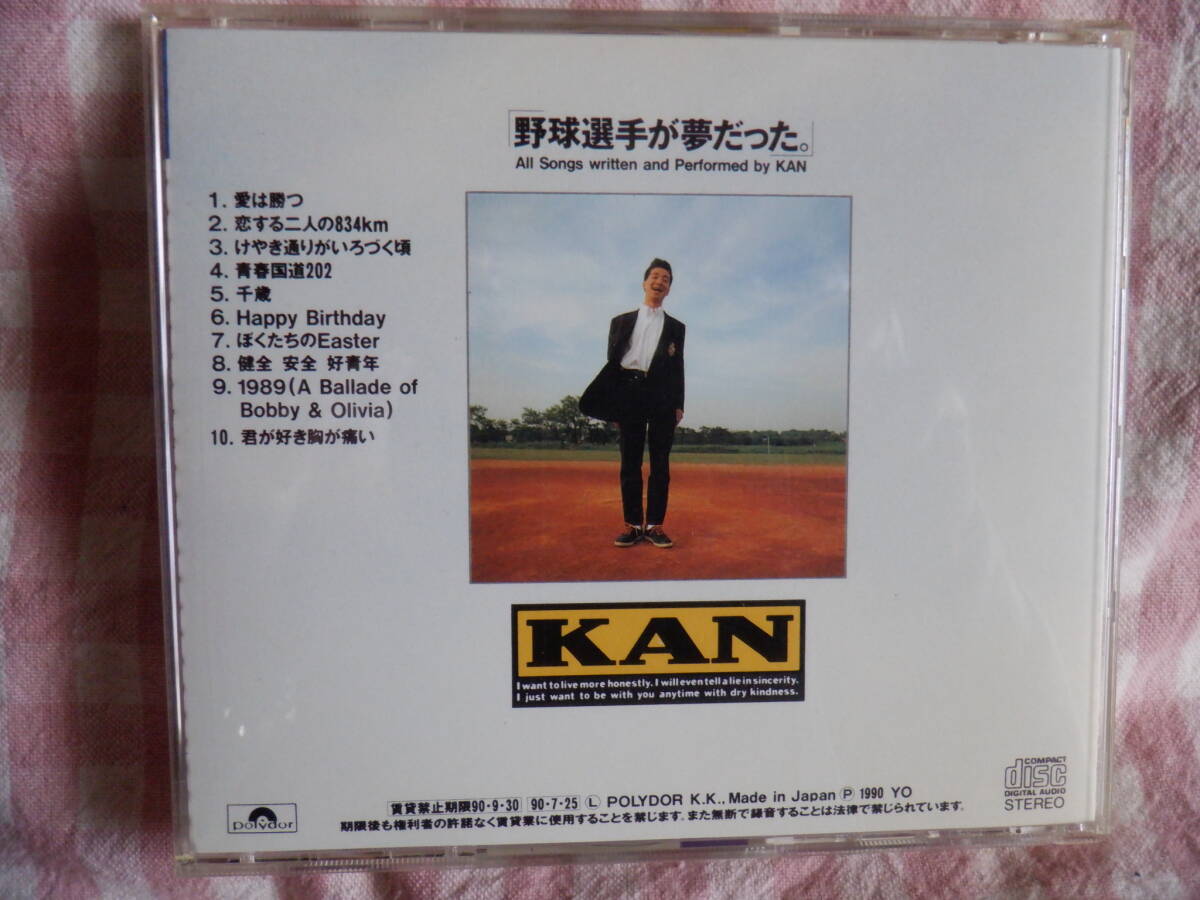 「野球選手が夢だった。」
All Songs written and Performed by KAN
1. 愛は勝つ
2. 恋する二人の834km
3. けやき通りがいろづく頃
4. 青春国道202
5. 千歳
6. Happy Birthday
7. ぼくたちのEaster
8. 健全 安全 好青年
9. 1989(A Ballade of
Bobby & Olivia)
10. 君が好き胸が痛い
KAN
I want to live more honestly. I will even tell a lie in sincerity.
I just want to be with you anytime with dry kindness.
COMPACT
disc
DIGITAL AUDIO
STEREO
polydor
賃貸禁止期限90・9・30 90・7・25 Ⓛ POLYDOR K.K., Made in Japan Ⓟ 1990 YO
期限後も権利者の許諾なく賃貸業に使用することを禁じます。また無断で録音することは法律で禁じられています。